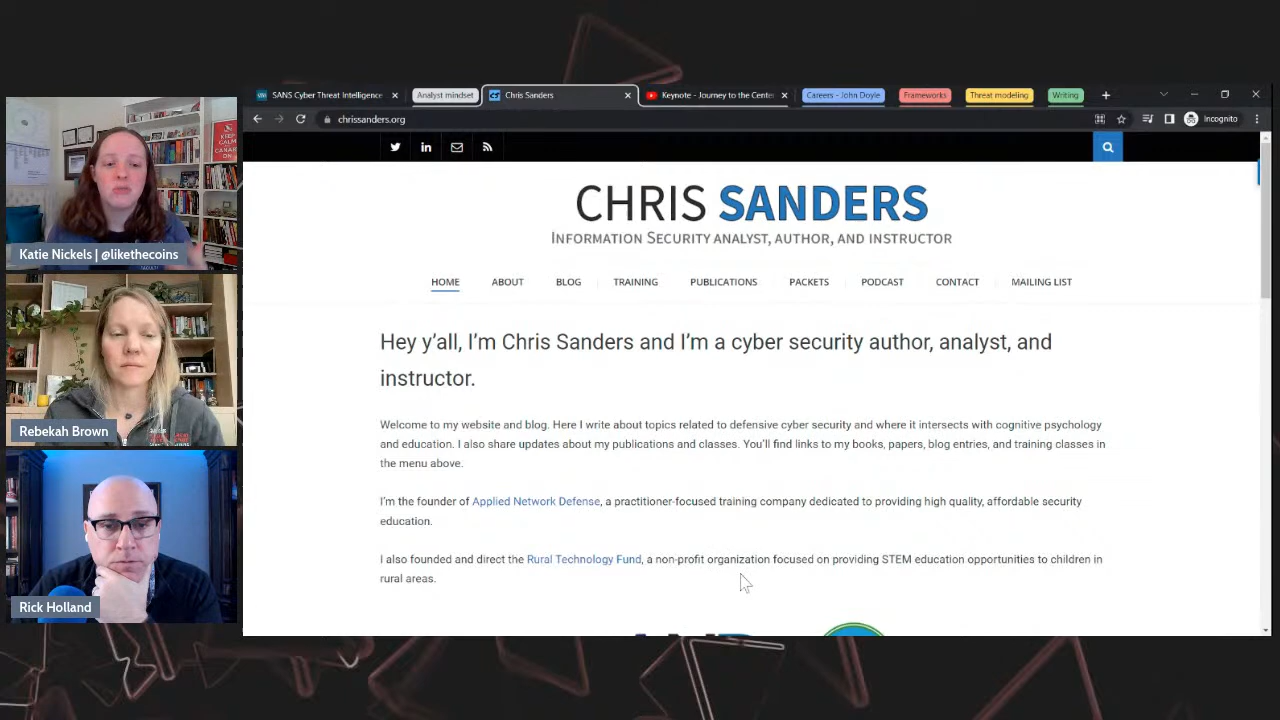 SANS Cyber Threat Intelligence
Analyst mindset
Chris Sanders
Keynote - Journey to the Cente
Careers - John Doyle
Frameworks
Threat modeling
Writing
chrissanders.org
Incognito
CHRIS SANDERS
INFORMATION SECURITY ANALYST, AUTHOR, AND INSTRUCTOR
HOME
ABOUT
BLOG
TRAINING
PUBLICATIONS
PACKETS
PODCAST
CONTACT
MAILING LIST
Hey y'all, I'm Chris Sanders and I'm a cyber security author, analyst, and
instructor.
Welcome to my website and blog. Here I write about topics related to defensive cyber security and where it intersects with cognitive psychology
and education. I also share updates about my publications and classes. You'll find links to my books, papers, blog entries, and training classes in
the menu above.
I'm the founder of Applied Network Defense, a practitioner-focused training company dedicated to providing high quality, affordable security
education.
I also founded and direct the Rural Technology Fund, a non-profit organization focused on providing STEM education opportunities to children in
rural areas.
KEEP
CALM
Katie Nickels | @likethecoins
Rebekah Brown
Rick Holland